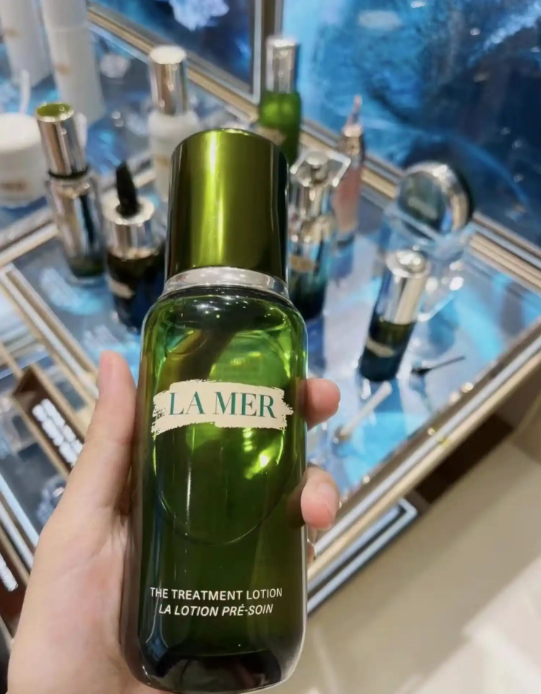 LA MER
THE TREATMENT LOTION
LA LOTION PRÉ-SOIN